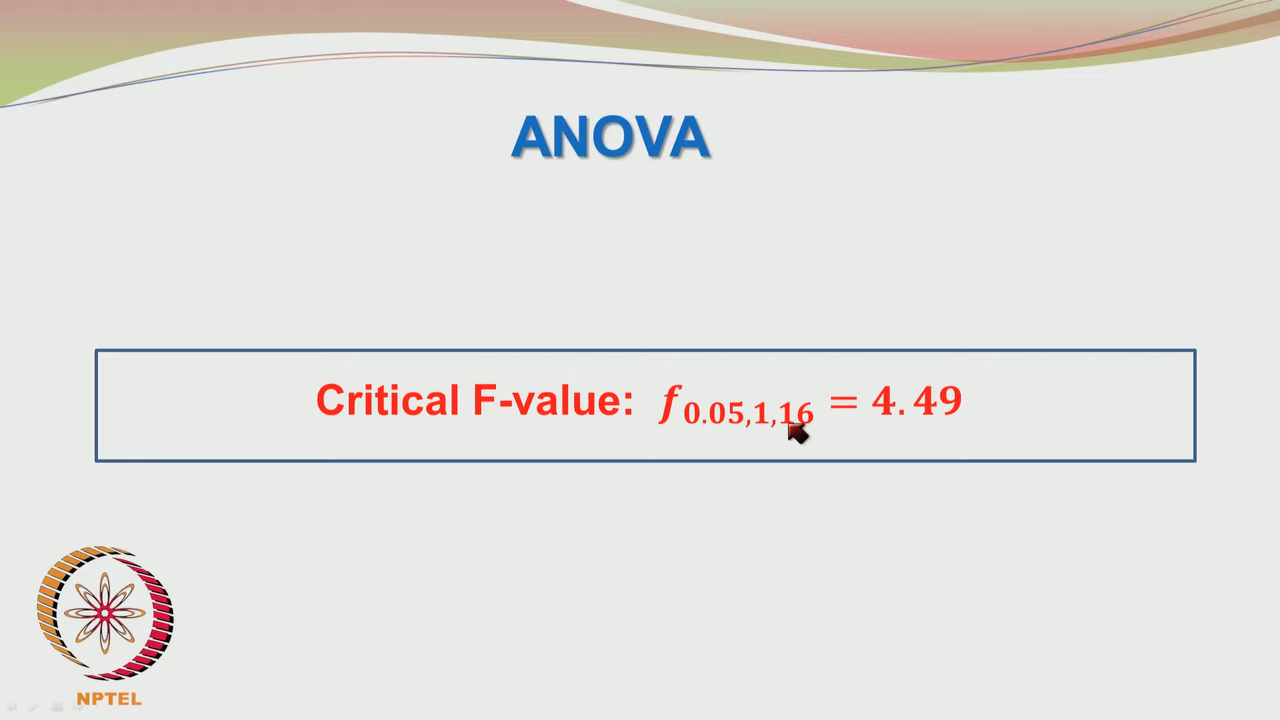 ANOVA
Critical F-value: f0.05,1,16 = 4.49
NPTEL